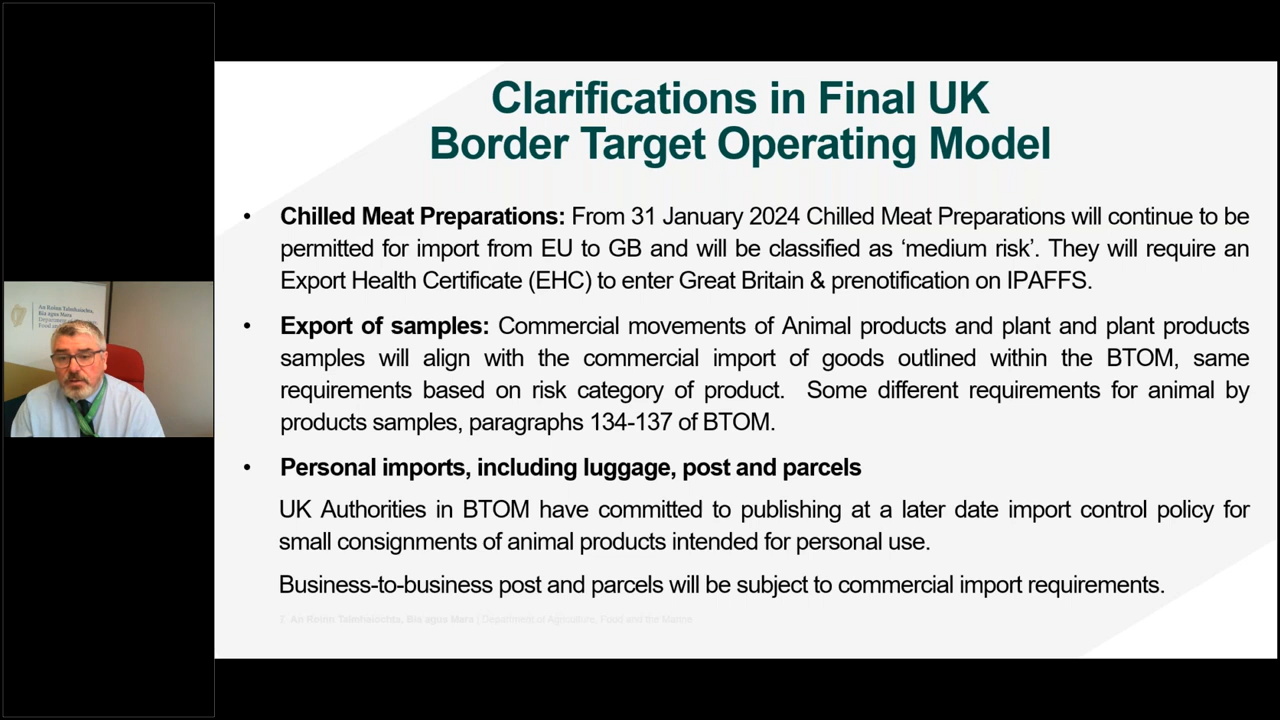 Clarifications in Final UK
Border Target Operating Model
• Chilled Meat Preparations: From 31 January 2024 Chilled Meat Preparations will continue to be
permitted for import from EU to GB and will be classified as ‘medium risk’. They will require an
Export Health Certificate (EHC) to enter Great Britain & prenotification on IPAFFS.
• Export of samples: Commercial movements of Animal products and plant and plant products
samples will align with the commercial import of goods outlined within the BTOM, same
requirements based on risk category of product. Some different requirements for animal by
products samples, paragraphs 134-137 of BTOM.
• Personal imports, including luggage, post and parcels
UK Authorities in BTOM have committed to publishing at a later date import control policy for
small consignments of animal products intended for personal use.
Business-to-business post and parcels will be subject to commercial import requirements.
An Roinn Talmhaíochta, Bia agus Mara | Department of Agriculture, Food and the Marine
An Roinn Talmhaíochta,
Bia agus Mara
Department of